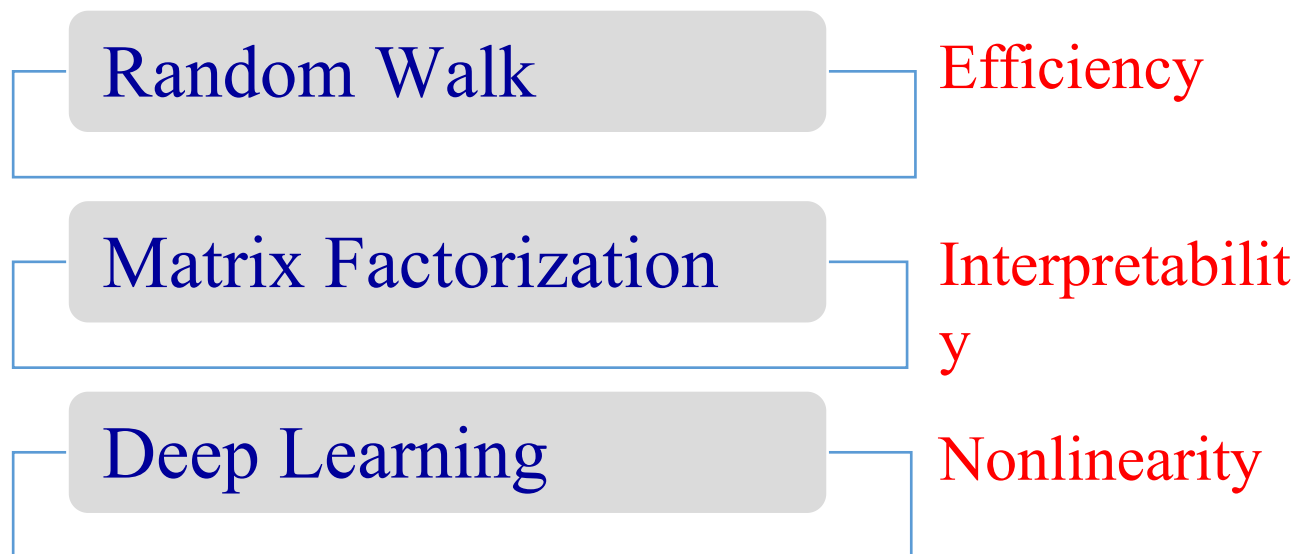 Random Walk
Efficiency
Matrix Factorization
Interpretabilit
y
Deep Learning
Nonlinearity